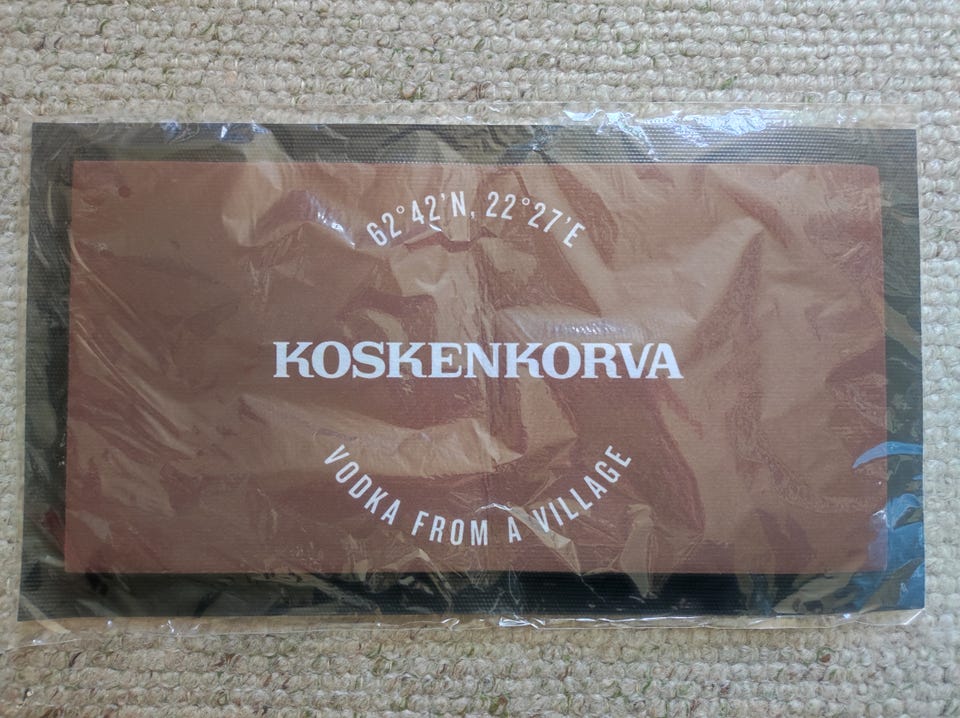 62°42'N, 22°27'E
KOSKENKORVA
VODKA FROM A VILLAGE